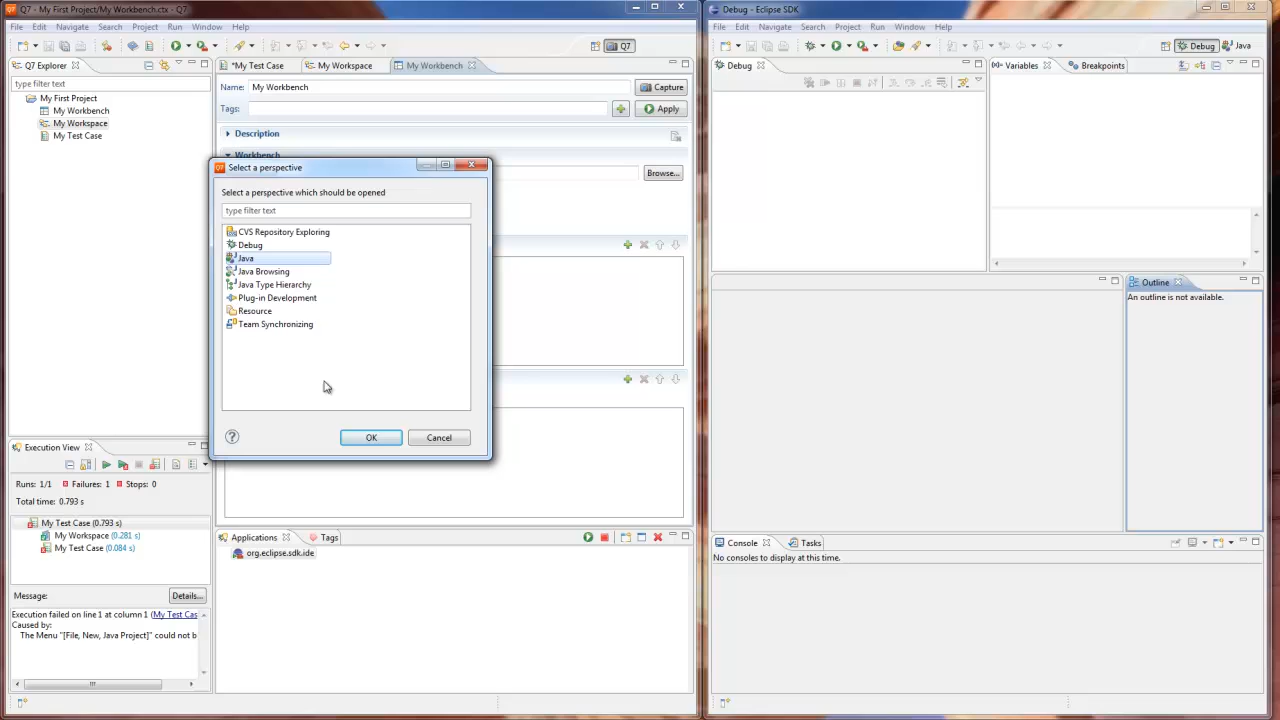 Q7 - My First Project/My Workbench.ctx - Q7
File Edit Navigate Search Project Run Window Help
Q7
Q7 Explorer
type filter text
My First Project
My Workbench
My Workspace
My Test Case
*My Test Case My Workspace My Workbench
Name: My Workbench Capture
Tags: Apply
Description
Workbench
Browse...
Select a perspective
Select a perspective which should be opened
type filter text
CVS Repository Exploring
Debug
Java
Java Browsing
Java Type Hierarchy
Plug-in Development
Resource
Team Synchronizing
OK Cancel
Execution View
Runs: 1/1 Failures: 1 Stops: 0
Total time: 0.793 s
My Test Case (0.793 s)
My Workspace (0.281 s)
My Test Case (0.084 s)
Message: Details...
Execution failed on line 1 at column 1 (My Test Cas
Caused by:
The Menu "[File, New, Java Project]" could not b
Applications Tags
org.eclipse.sdk.ide
Debug - Eclipse SDK
File Edit Navigate Search Project Run Window Help
Debug Java
Debug
Variables Breakpoints
Outline
An outline is not available.
Console Tasks
No consoles to display at this time.